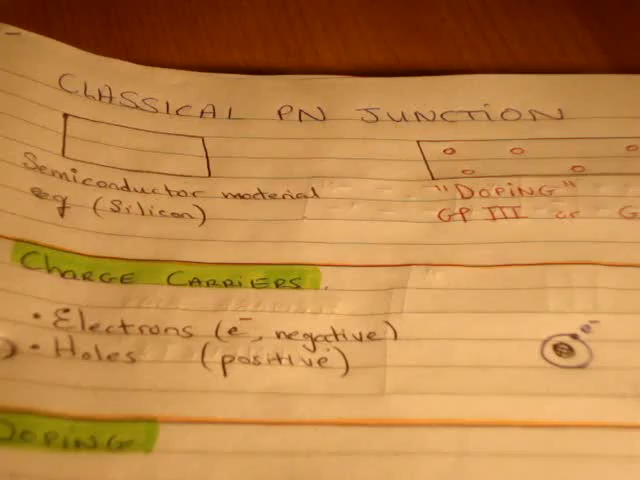 CLASSICAL PN JUNCTION
Semiconductor material
eg (Silicon)
"DOPING"
GP III or G
CHARGE CARRIERS.
• Electrons (e⁻, negative)
• Holes (positive)
e⁻
DOPING